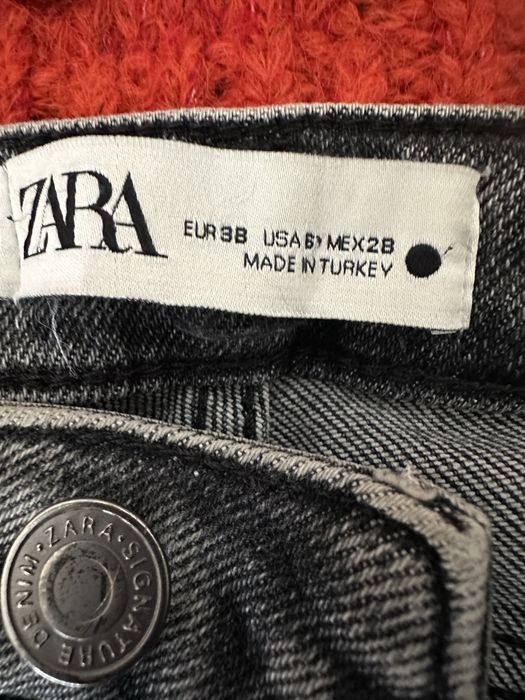 ZARA
EUR 38 USA 6 MEX 28
MADE IN TURKEY
ZARA·SIGNATURE DENIM·